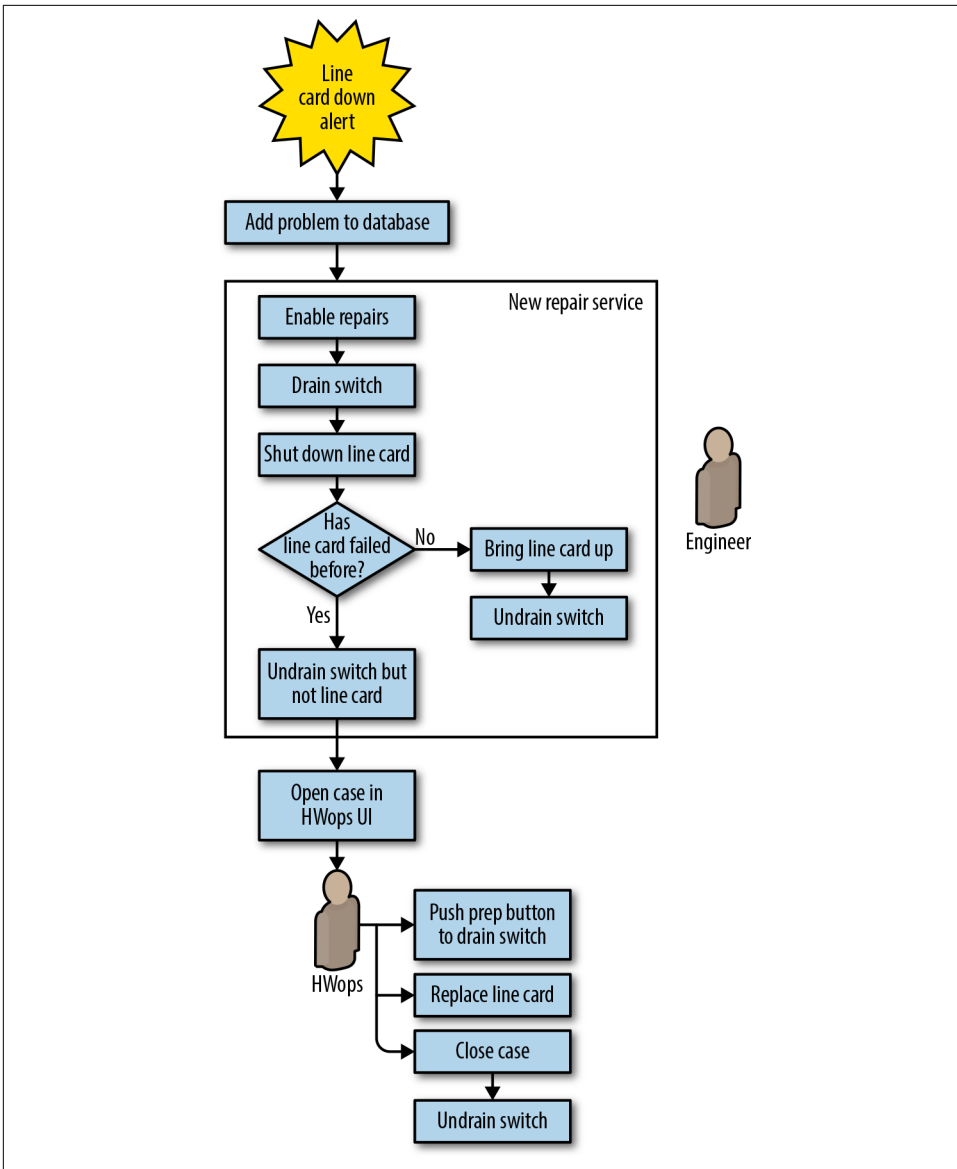 Line
card down
alert
Add problem to database
New repair service
Enable repairs
Drain switch
Shut down line card
Has
line card failed
before?
No
Bring line card up
Undrain switch
Engineer
Yes
Undrain switch but
not line card
Open case in
HWops UI
HWops
Push prep button
to drain switch
Replace line card
Close case
Undrain switch